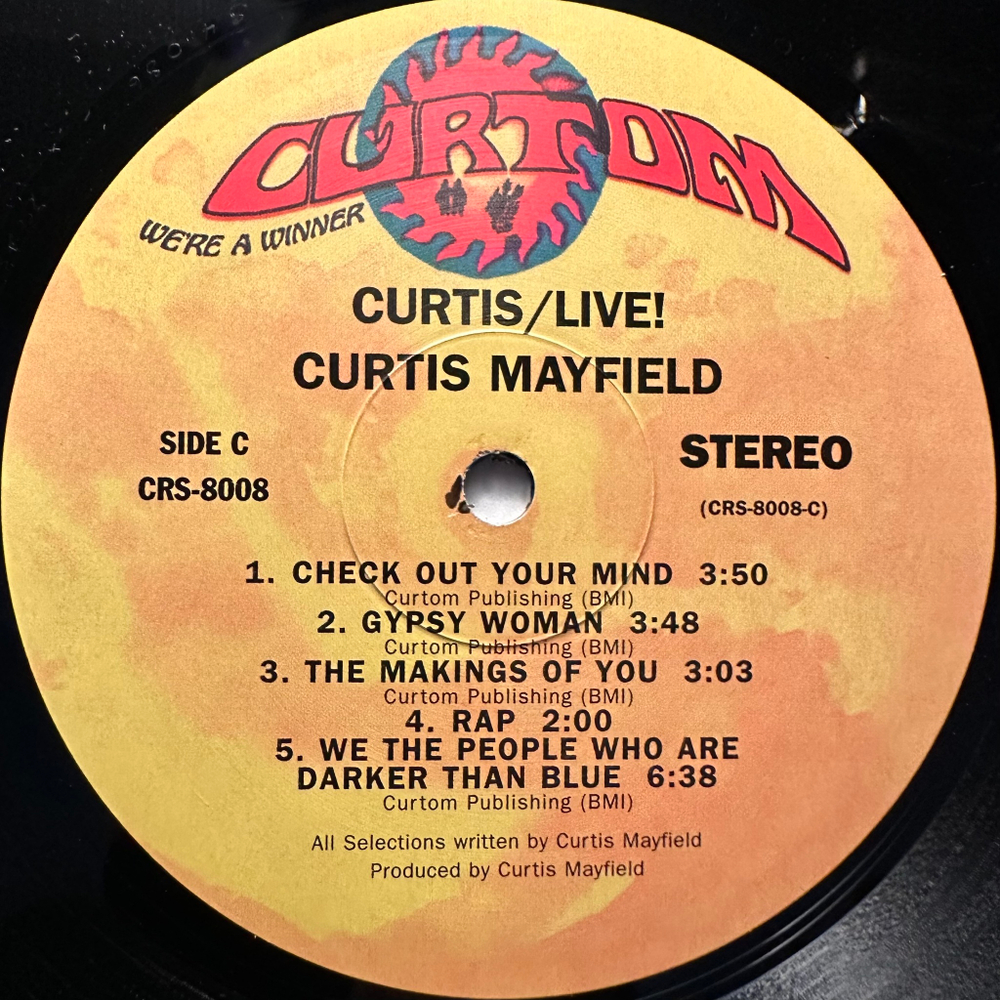 CURTOM
WE'RE A WINNER
CURTIS/LIVE!
CURTIS MAYFIELD
SIDE C
CRS-8008
STEREO
(CRS-8008-C)
1. CHECK OUT YOUR MIND 3:50
Curtom Publishing (BMI)
2. GYPSY WOMAN 3:48
Curtom Publishing (BMI)
3. THE MAKINGS OF YOU 3:03
Curtom Publishing (BMI)
4. RAP 2:00
5. WE THE PEOPLE WHO ARE
DARKER THAN BLUE 6:38
Curtom Publishing (BMI)
All Selections written by Curtis Mayfield
Produced by Curtis Mayfield